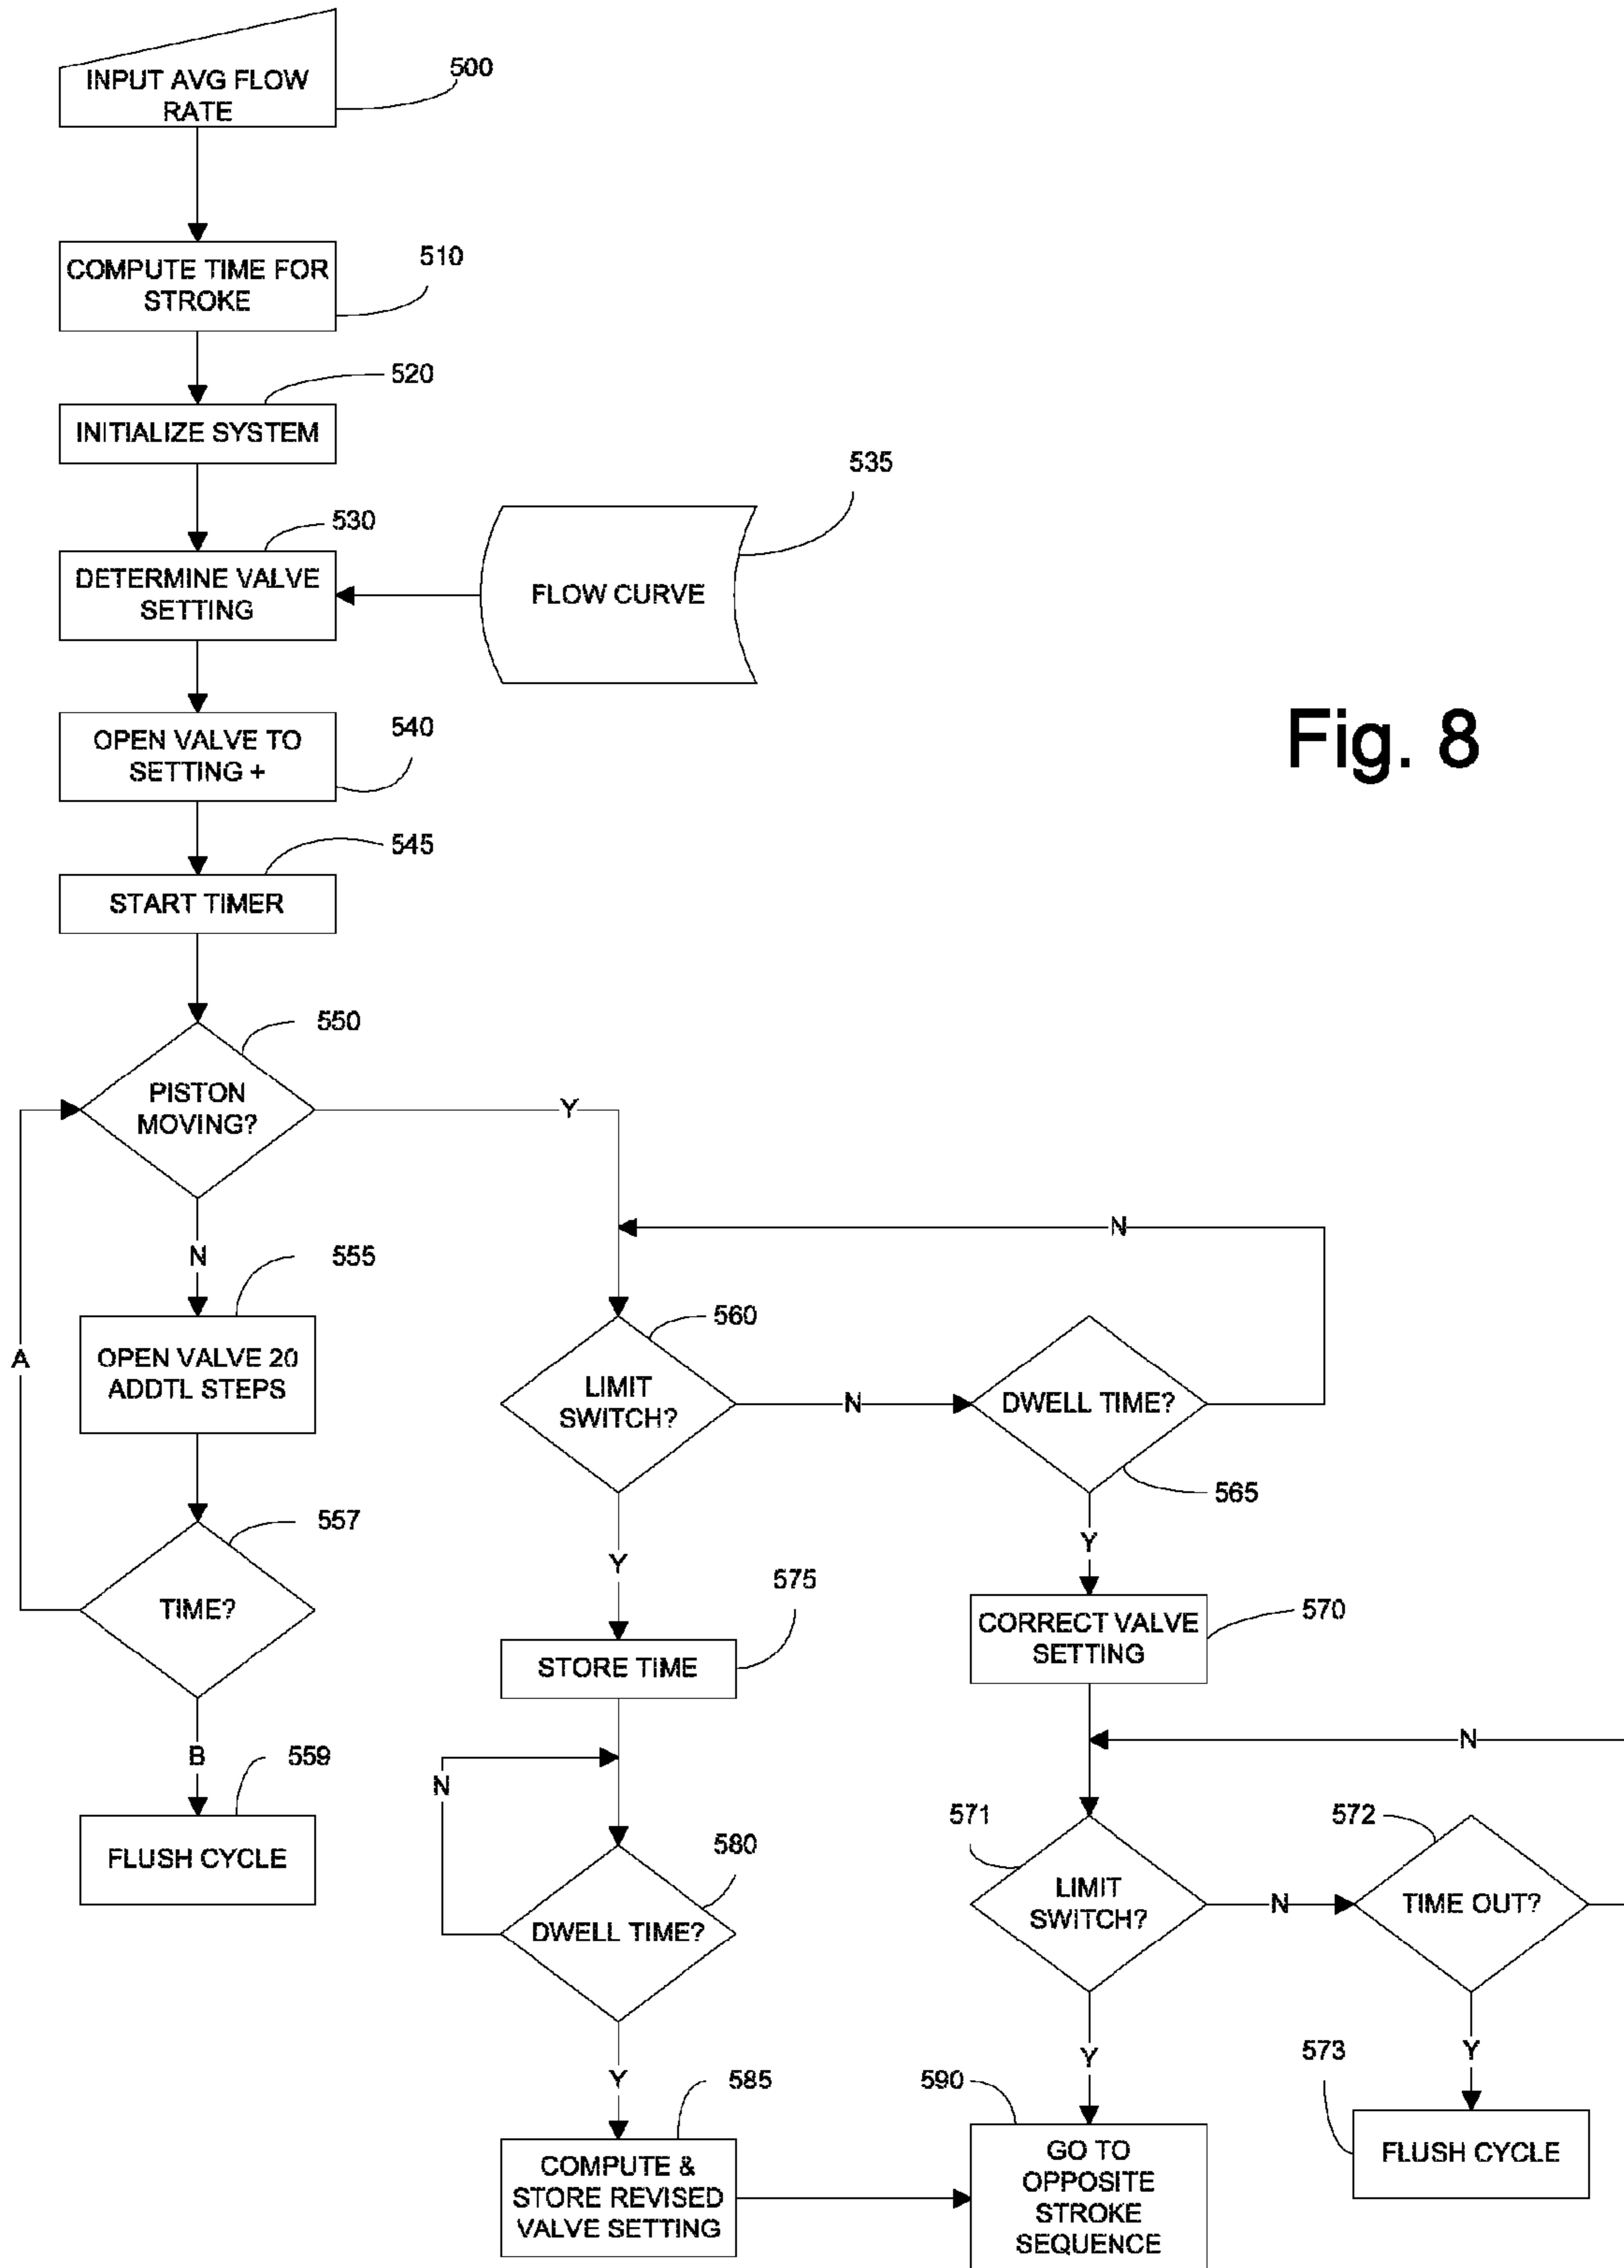 INPUT AVG FLOW
RATE
500
COMPUTE TIME FOR
STROKE
510
520
INITIALIZE SYSTEM
530
DETERMINE VALVE
SETTING
535
FLOW CURVE
OPEN VALVE TO
SETTING +
540
Fig. 8
545
START TIMER
550
PISTON
MOVING?
Y
N
N
555
OPEN VALVE 20
ADDTL STEPS
A
560
LIMIT
SWITCH?
N
DWELL TIME?
565
557
TIME?
Y
Y
575
STORE TIME
CORRECT VALVE
SETTING
570
B
559
FLUSH CYCLE
N
N
580
DWELL TIME?
571
LIMIT
SWITCH?
N
572
TIME OUT?
Y
585
COMPUTE &
STORE REVISED
VALVE SETTING
Y
590
GO TO
OPPOSITE
STROKE
SEQUENCE
Y
573
FLUSH CYCLE